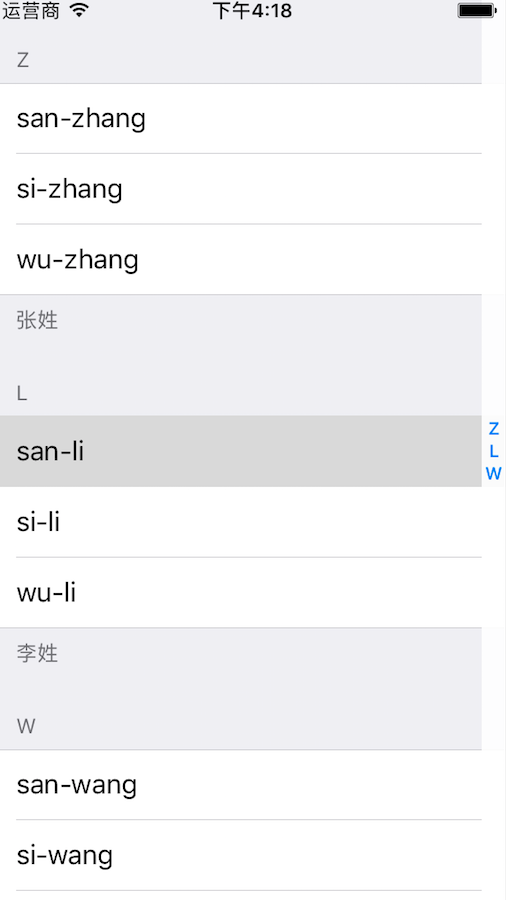 运营商 下午4:18
Z
san-zhang
si-zhang
wu-zhang
张姓
L
san-li
si-li
wu-li
李姓
W
san-wang
si-wang
Z
L
W